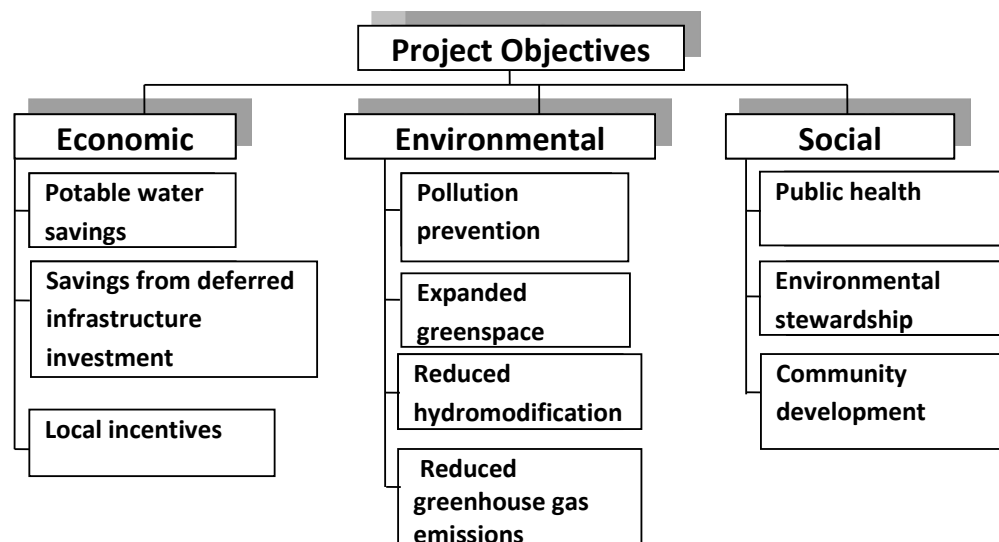 Project Objectives
Economic
Potable water
savings
Savings from deferred
infrastructure
investment
Local incentives
Environmental
Pollution
prevention
Expanded
greenspace
Reduced
hydromodification
Reduced
greenhouse gas
emissions
Social
Public health
Environmental
stewardship
Community
development